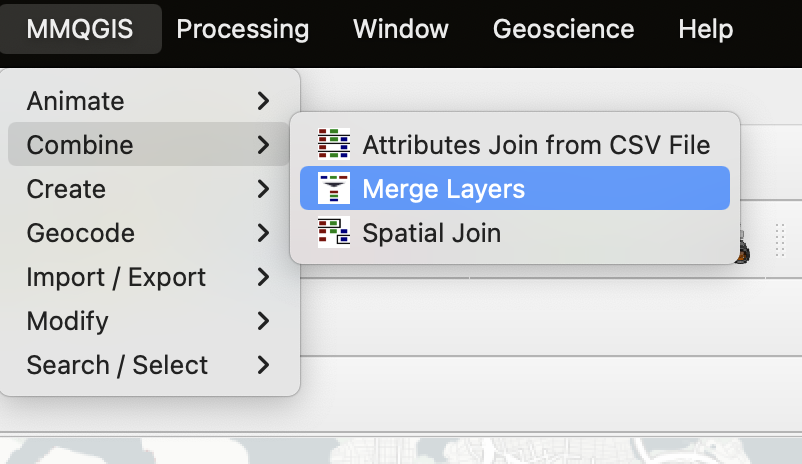 MMQGIS Processing Window Qgeoscience Help
Animate
Combine
Create
Geocode
Import / Export
Modify
Search / Select
Attributes Join from CSV File
Merge Layers
Spatial Join